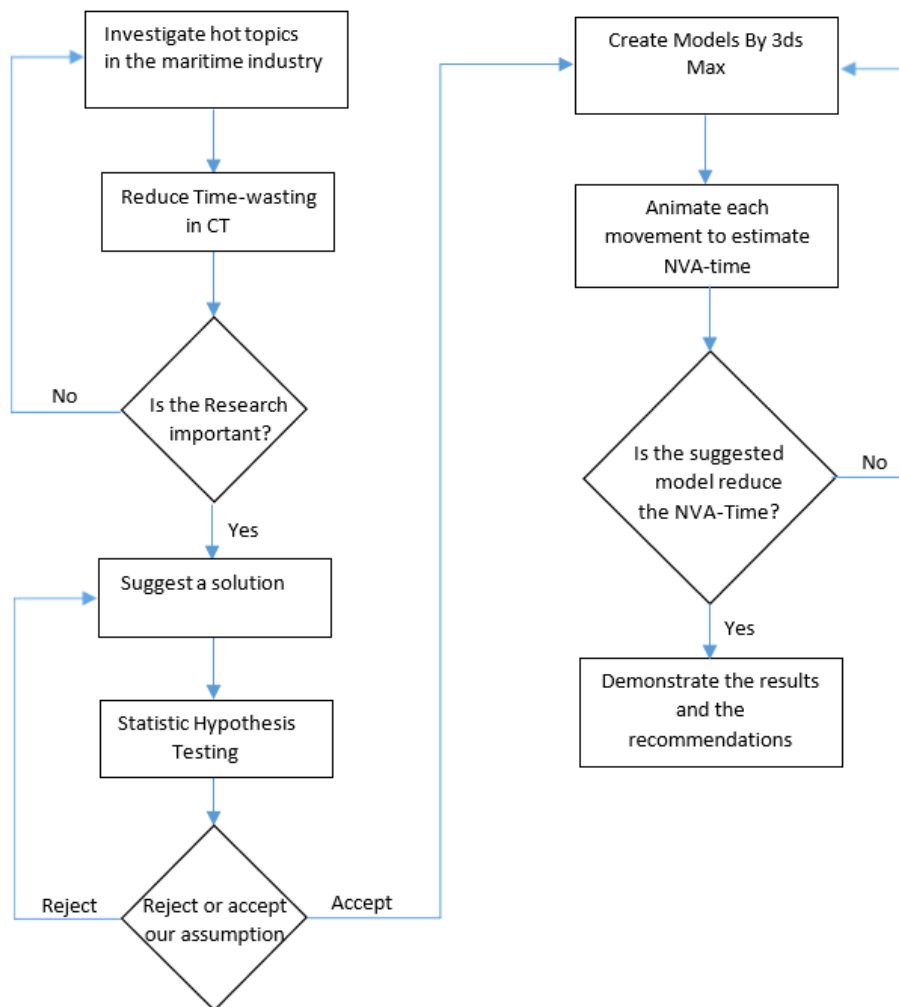 Investigate hot topics
in the maritime industry
Reduce Time-wasting
in CT
Is the Research
important?
No
Yes
Suggest a solution
Statistic Hypothesis
Testing
Reject or accept
our assumption
Reject
Accept
Create Models By 3ds
Max
Animate each
movement to estimate
NVA-time
Is the suggested
model reduce
the NVA-Time?
No
Yes
Demonstrate the results
and the
recommendations